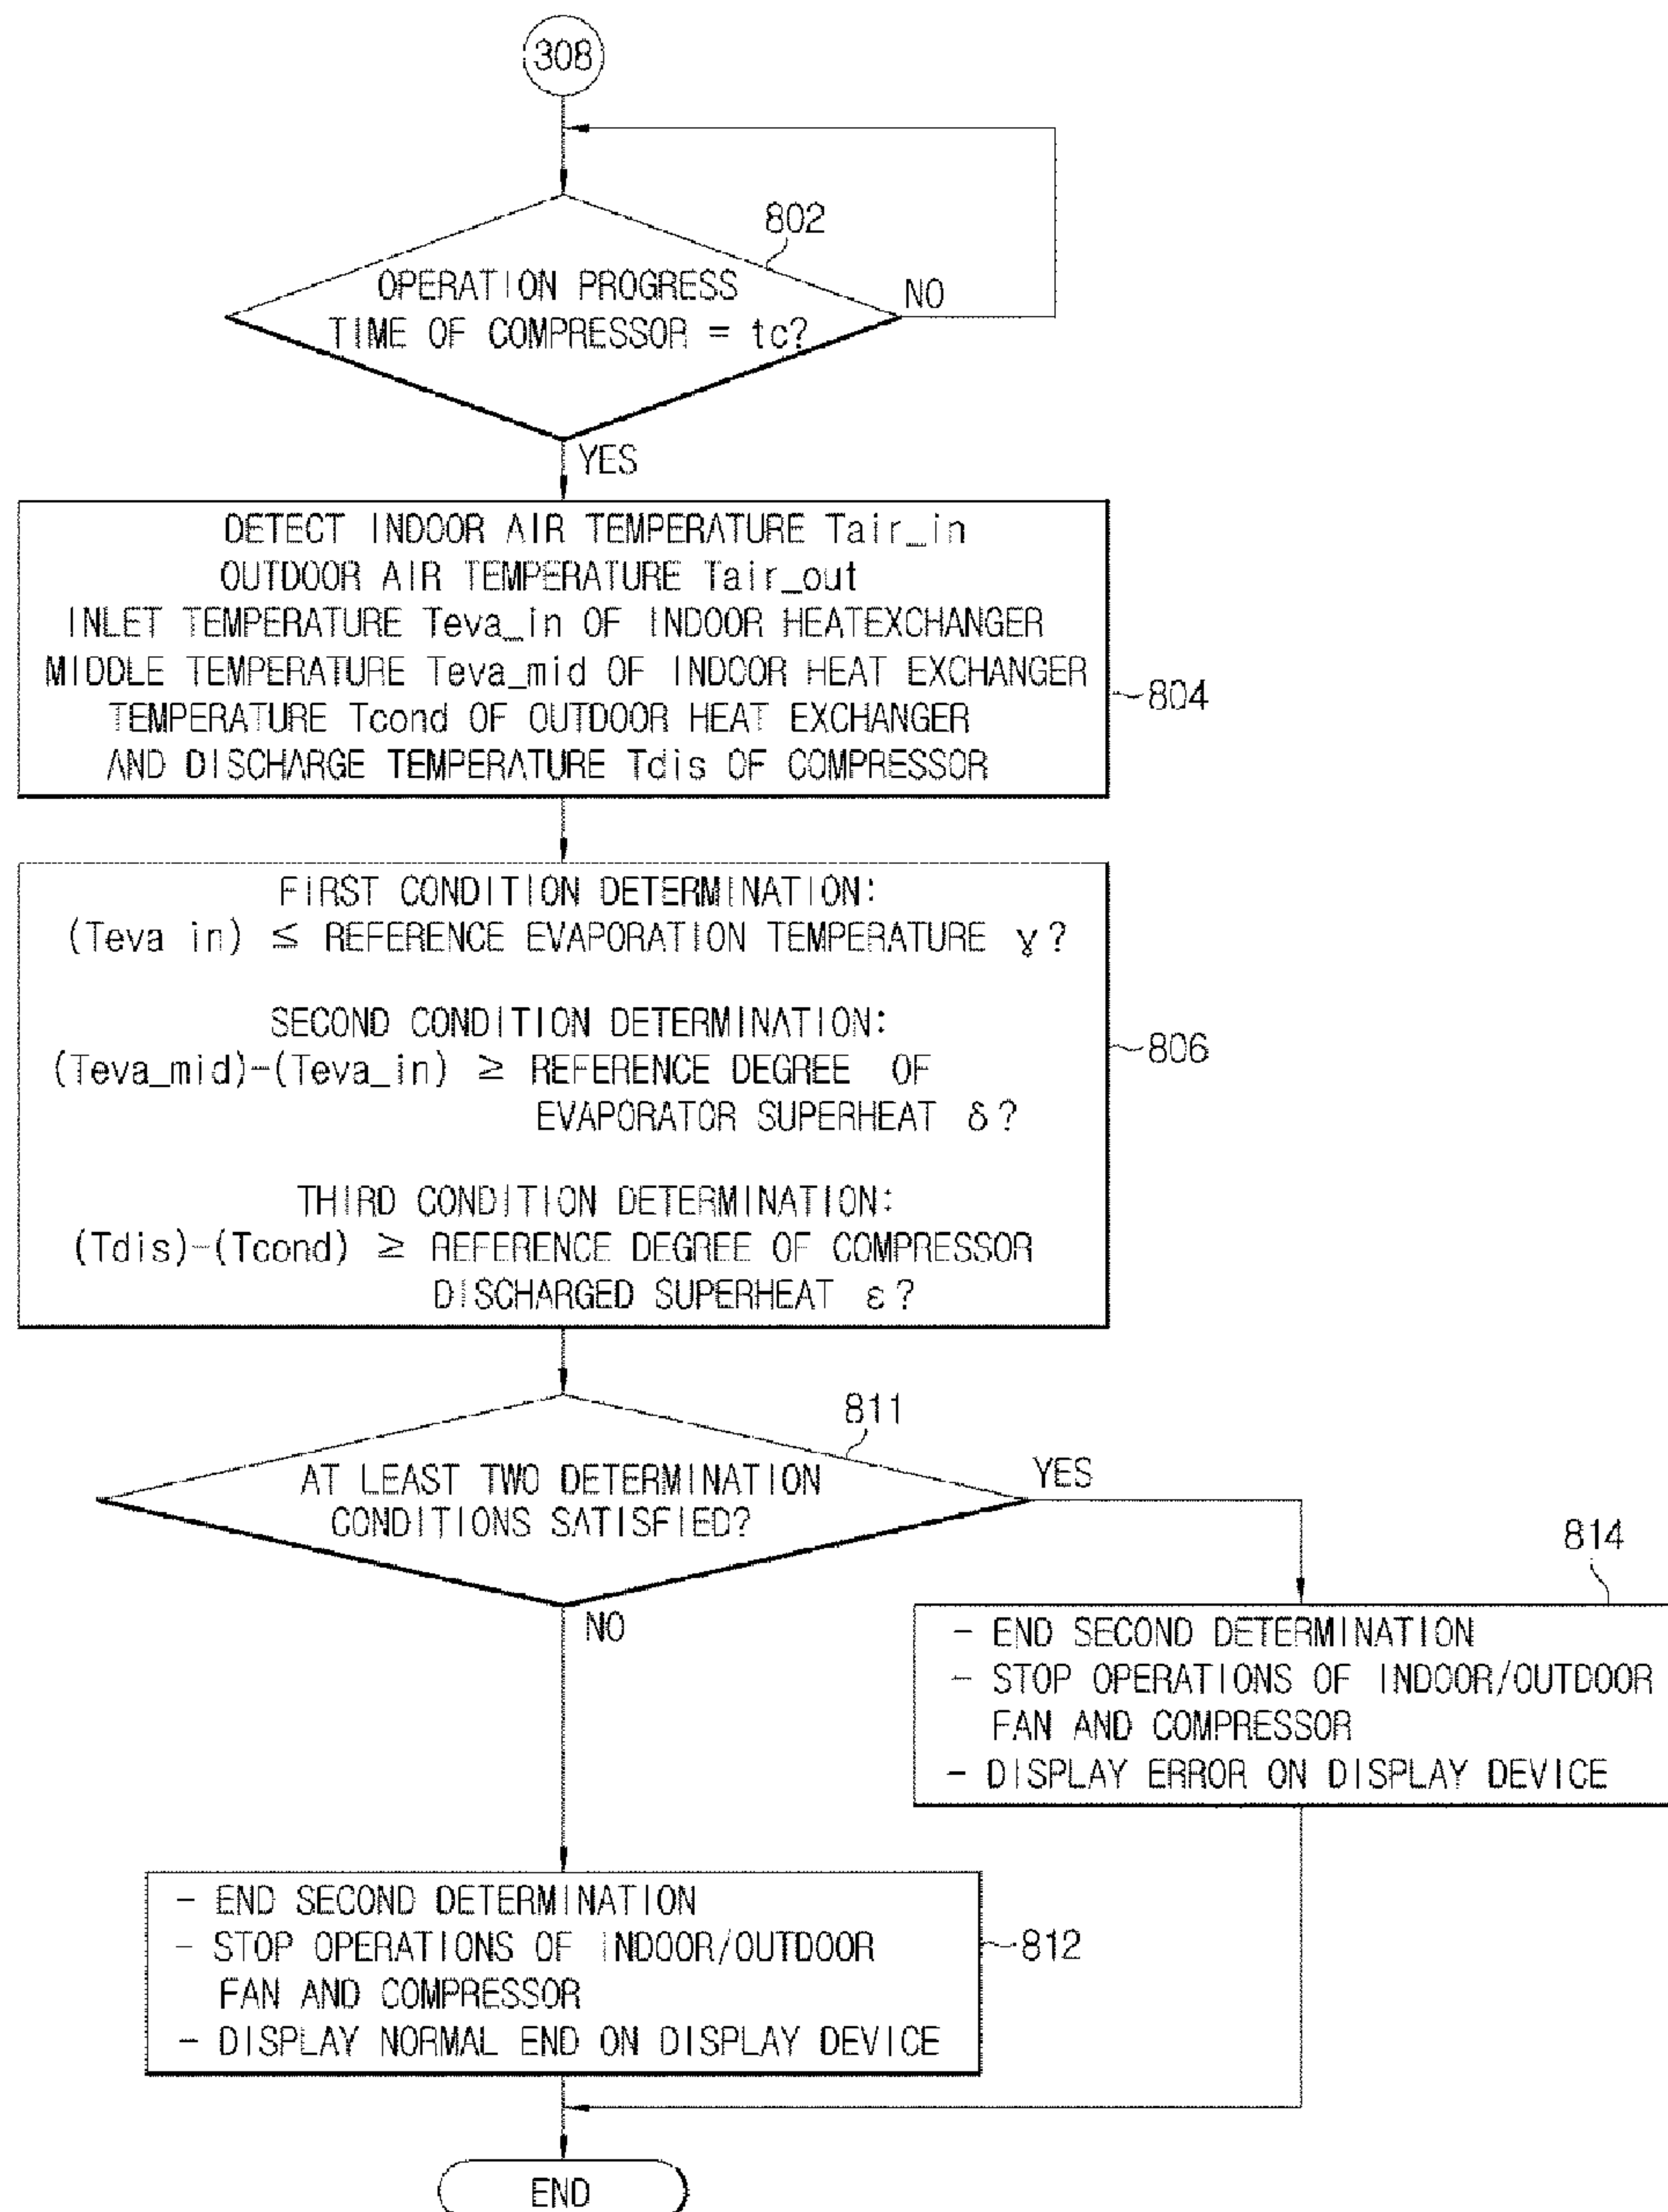 308
802
OPERATION PROGRESS
TIME OF COMPRESSOR = tc?
NO
YES
DETECT INDOOR AIR TEMPERATURE Tair_in
OUTDOOR AIR TEMPERATURE Tair_out
INLET TEMPERATURE Teva_in OF INDOOR HEATEXCHANGER
MIDDLE TEMPERATURE Teva_mid OF INDOOR HEAT EXCHANGER
TEMPERATURE Tcond OF OUTDOOR HEAT EXCHANGER
AND DISCHARGE TEMPERATURE Tdis OF COMPRESSOR
804
FIRST CONDITION DETERMINATION:
(Teva in) ≤ REFERENCE EVAPORATION TEMPERATURE γ?
SECOND CONDITION DETERMINATION:
(Teva_mid)-(Teva_in) ≥ REFERENCE DEGREE OF
EVAPORATOR SUPERHEAT δ?
THIRD CONDITION DETERMINATION:
(Tdis)-(Tcond) ≥ REFERENCE DEGREE OF COMPRESSOR
DISCHARGED SUPERHEAT ε?
806
811
AT LEAST TWO DETERMINATION
CONDITIONS SATISFIED?
YES
NO
814
- END SECOND DETERMINATION
- STOP OPERATIONS OF INDOOR/OUTDOOR
FAN AND COMPRESSOR
- DISPLAY ERROR ON DISPLAY DEVICE
- END SECOND DETERMINATION
- STOP OPERATIONS OF INDOOR/OUTDOOR
FAN AND COMPRESSOR
- DISPLAY NORMAL END ON DISPLAY DEVICE
812
END